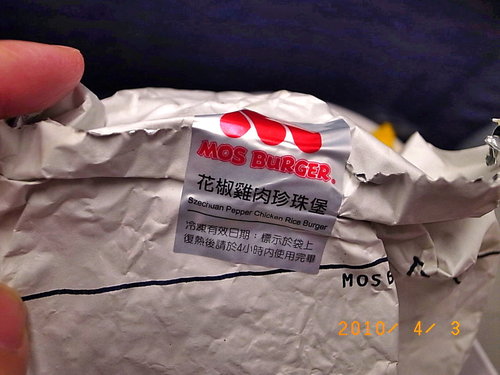 MOS BURGER®
花椒雞肉珍珠堡
Szechuan Pepper Chicken Rice Burger
冷凍有效日期：標示於袋上
復熱後請於4小時內使用完畢
MOS B
2010/ 4/ 3